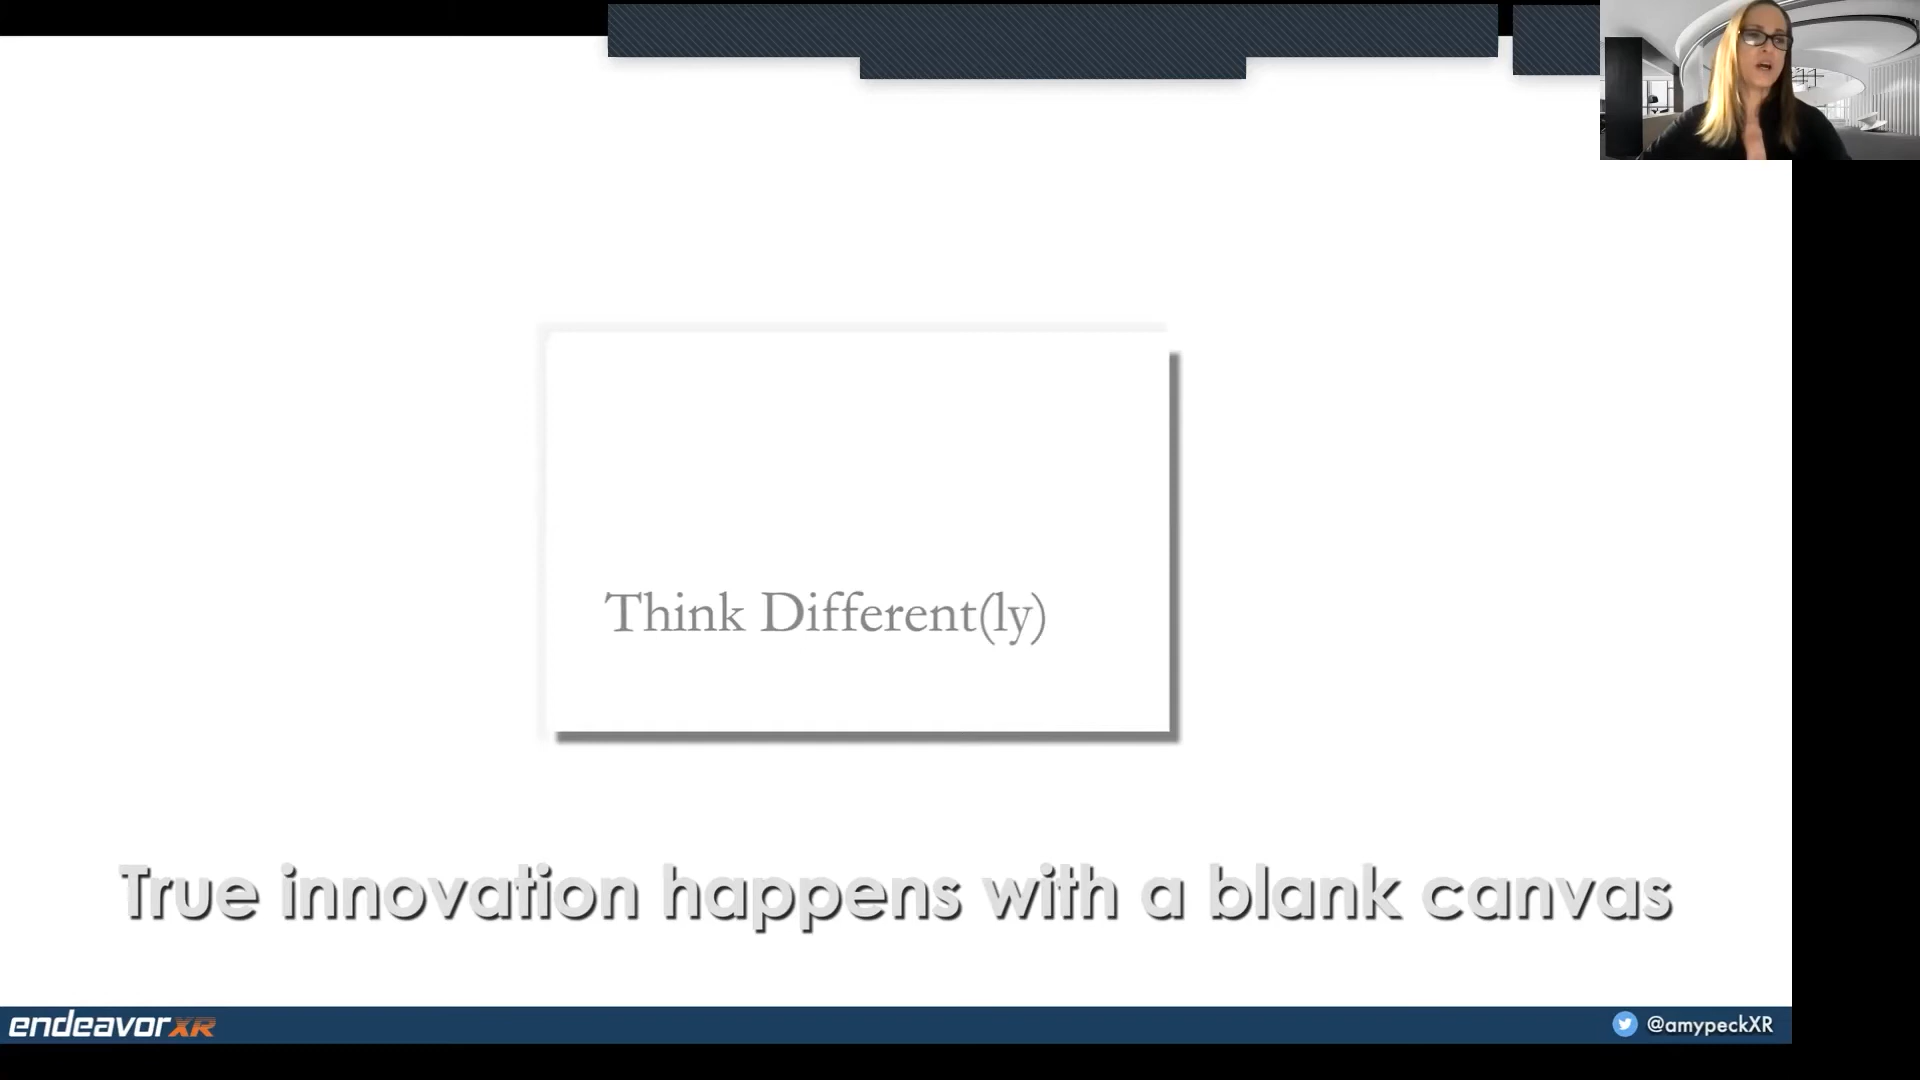 Think Different(ly)
True innovation happens with a blank canvas
endeavorXR
@amypeckXR